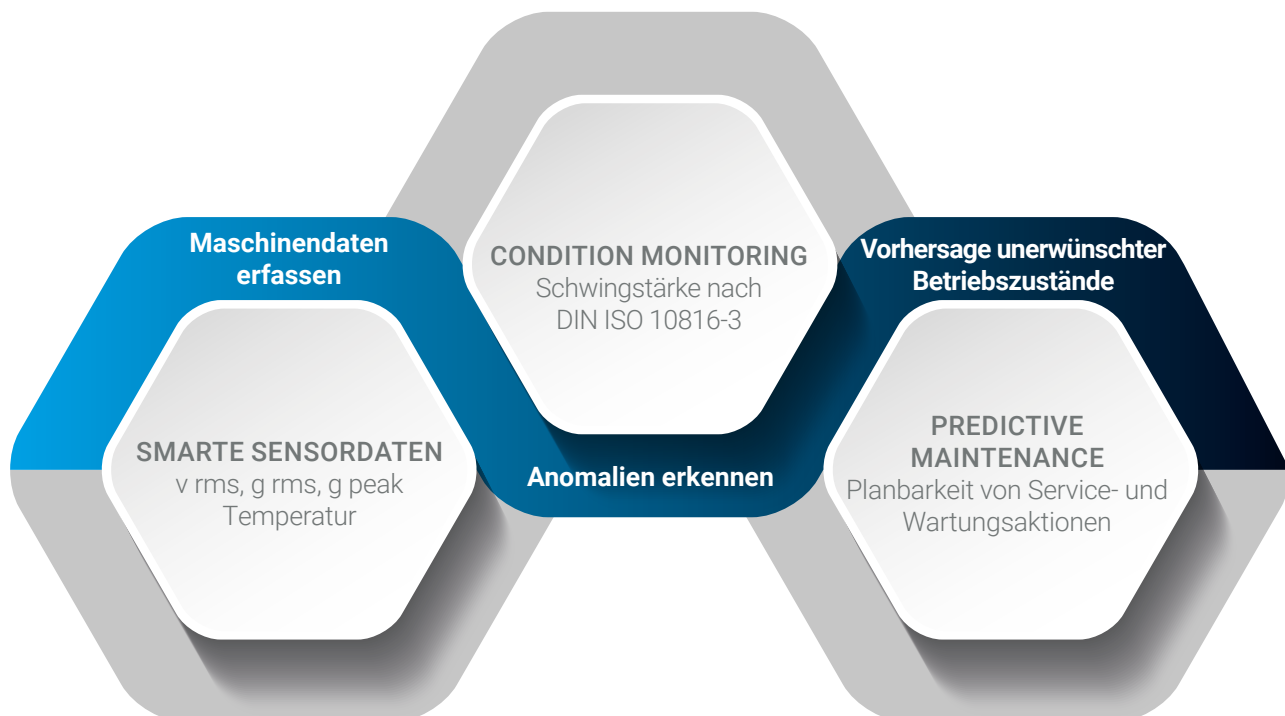 Maschinendaten
erfassen
SMARTE SENSORDATEN
v rms, g rms, g peak
Temperatur
CONDITION MONITORING
Schwingstärke nach
DIN ISO 10816-3
Anomalien erkennen
Vorhersage unerwünschter
Betriebszustände
PREDICTIVE
MAINTENANCE
Planbarkeit von Service- und
Wartungsaktionen